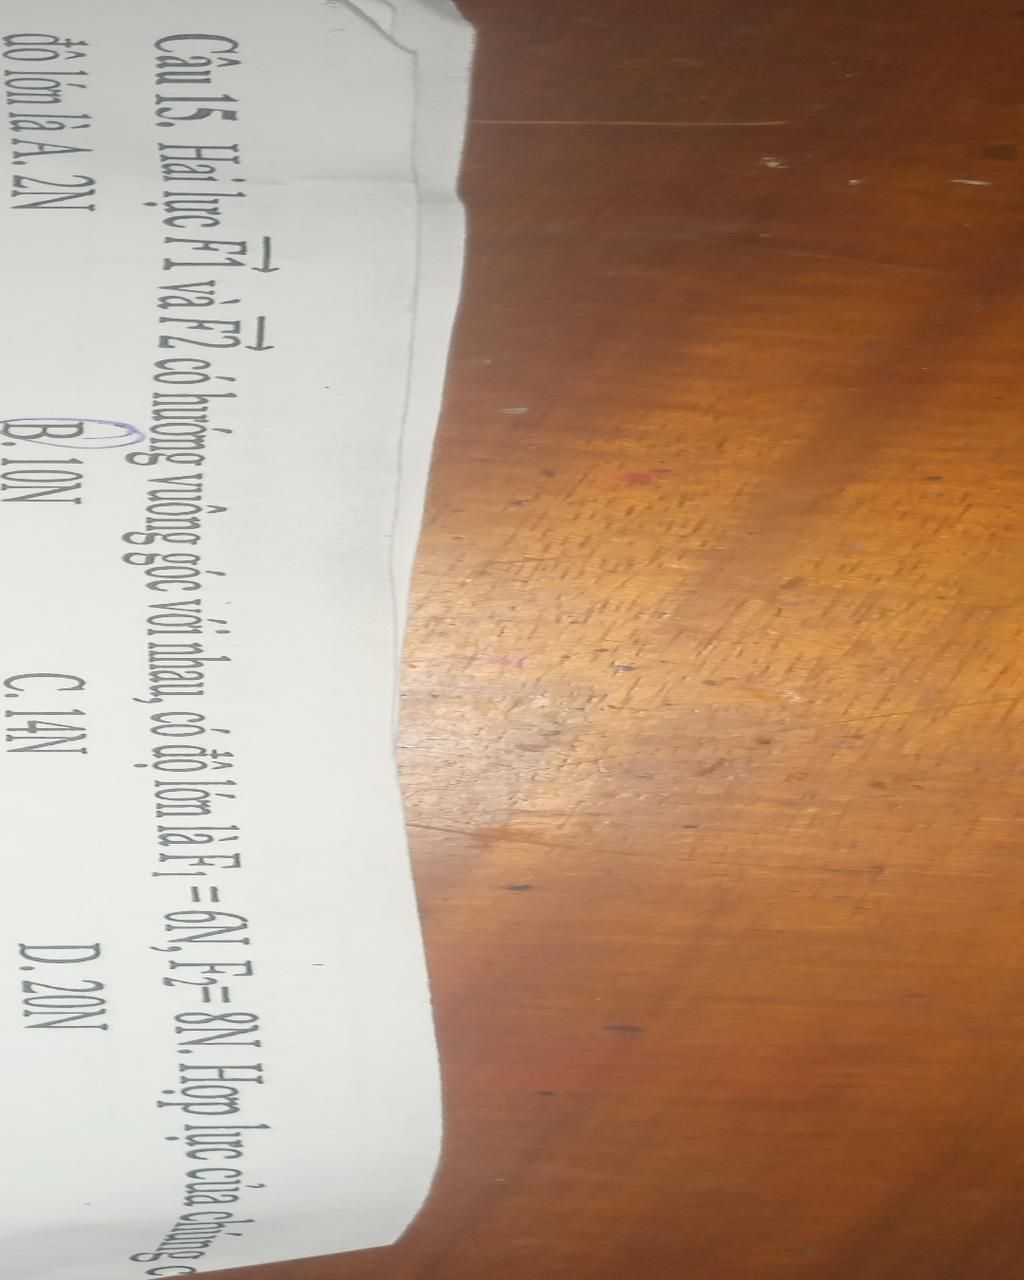 Câu 15. Hai lực F1 và F2 có hướng vuông góc với nhau, có độ lớn là F₁ = 6N, F₂ = 8N. Hợp lực của chúng
độ lớn là A. 2N B. 10N C. 14N D. 20N